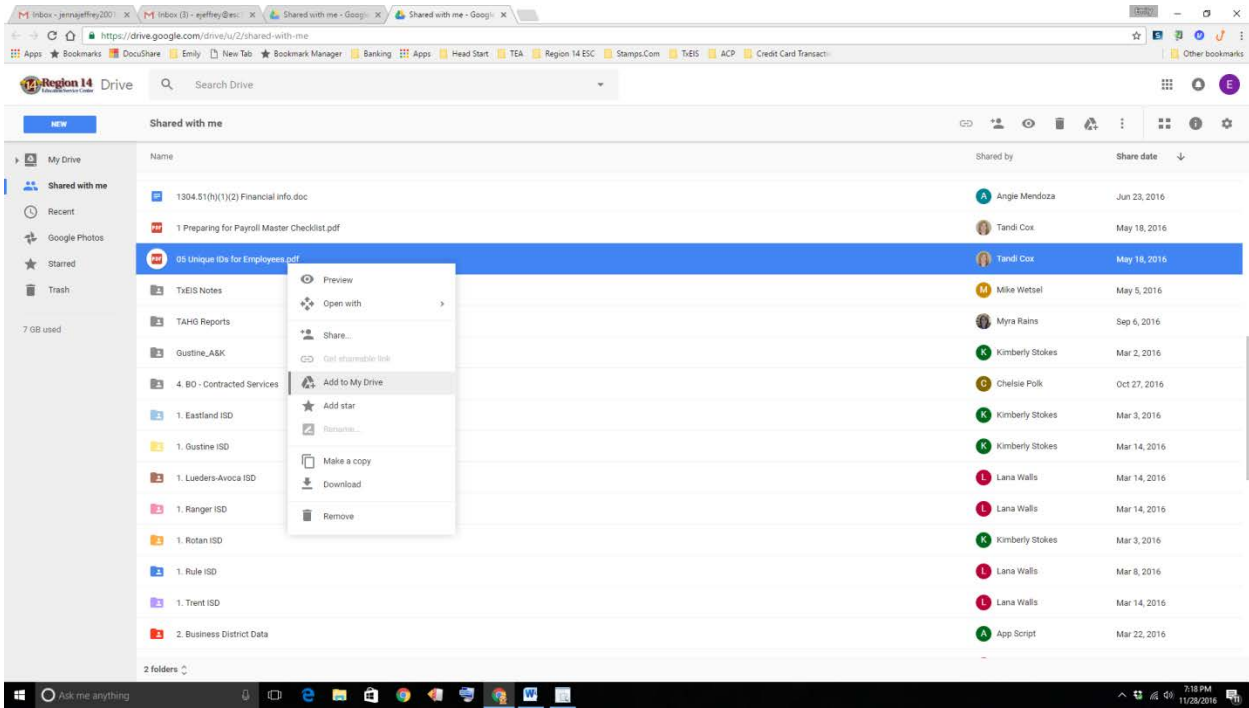 Inbox - jennajeffrey2001 × Inbox (3) - ejeffrey@esc × Shared with me - Google × Shared with me - Google × Emily
https://drive.google.com/drive/u/2/shared-with-me
Apps Bookmarks DocuShare Emily New Tab Bookmark Manager Banking Apps Head Start TEA Region 14 ESC Stamps.Com TxEIS ACP Credit Card Transacti Other bookmarks
Region 14 Drive Search Drive E
Education Service Center
NEW Shared with me
My Drive
Shared with me
Recent
Google Photos
Starred
Trash
7 GB used
Name Shared by Share date
1304.51(h)(1)(2) Financial info.doc A Angie Mendoza Jun 23, 2016
PDF 1 Preparing for Payroll Master Checklist.pdf Tandi Cox May 18, 2016
PDF 05 Unique IDs for Employees.pdf Tandi Cox May 18, 2016
TxEIS Notes M Mike Wetsel May 5, 2016
TAHG Reports Myra Rains Sep 6, 2016
Gustine_A&K K Kimberly Stokes Mar 2, 2016
4. BO - Contracted Services C Chelsie Polk Oct 27, 2016
1. Eastland ISD K Kimberly Stokes Mar 3, 2016
1. Gustine ISD K Kimberly Stokes Mar 14, 2016
1. Lueders-Avoca ISD L Lana Walls Mar 14, 2016
1. Ranger ISD L Lana Walls Mar 14, 2016
1. Rotan ISD K Kimberly Stokes Mar 3, 2016
1. Rule ISD L Lana Walls Mar 8, 2016
1. Trent ISD L Lana Walls Mar 14, 2016
2. Business District Data A App Script Mar 22, 2016
Preview
Open with
Share...
Get shareable link
Add to My Drive
Add star
Rename...
Make a copy
Download
Remove
2 folders
Ask me anything 7:18 PM
11/28/2016